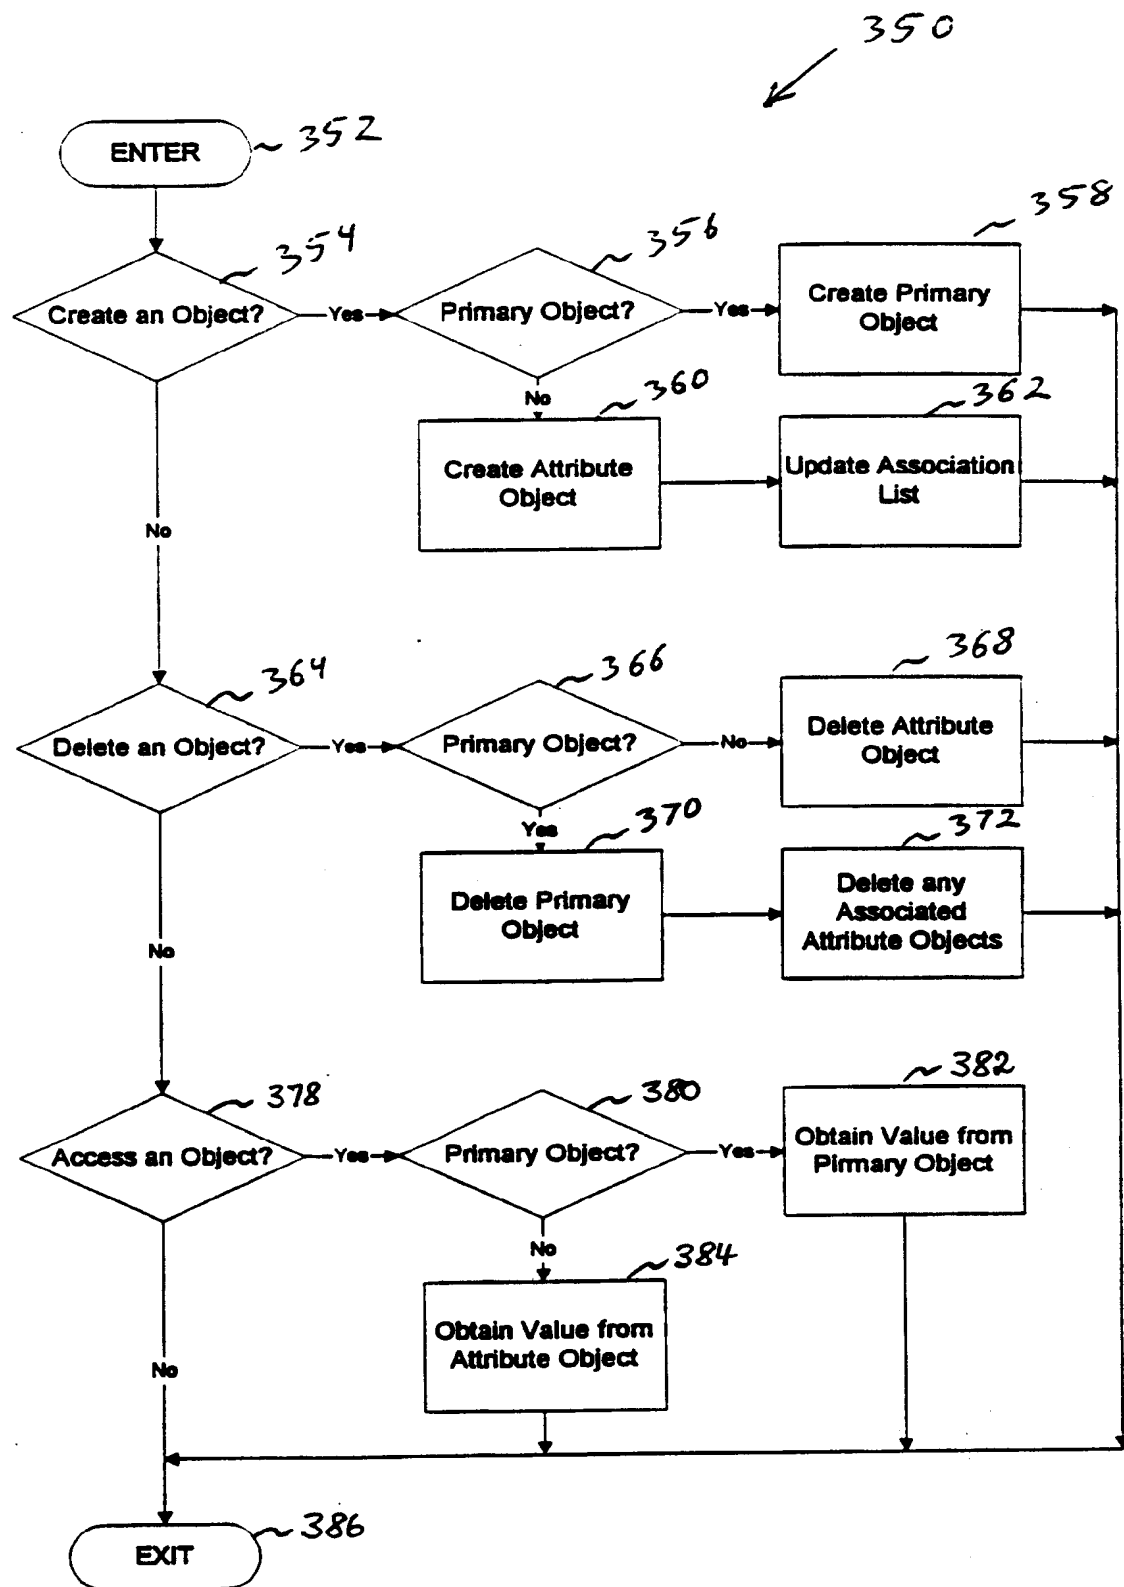 350
ENTER
352
354
356
358
Create an Object?
Yes
Primary Object?
Yes
Create Primary
Object
No
360
362
Create Attribute
Object
Update Association
List
No
364
366
368
Delete an Object?
Yes
Primary Object?
No
Delete Attribute
Object
Yes
370
372
Delete Primary
Object
Delete any
Associated
Attribute Objects
No
378
380
382
Access an Object?
Yes
Primary Object?
Yes
Obtain Value from
Pirmary Object
No
384
Obtain Value from
Attribute Object
No
EXIT
386